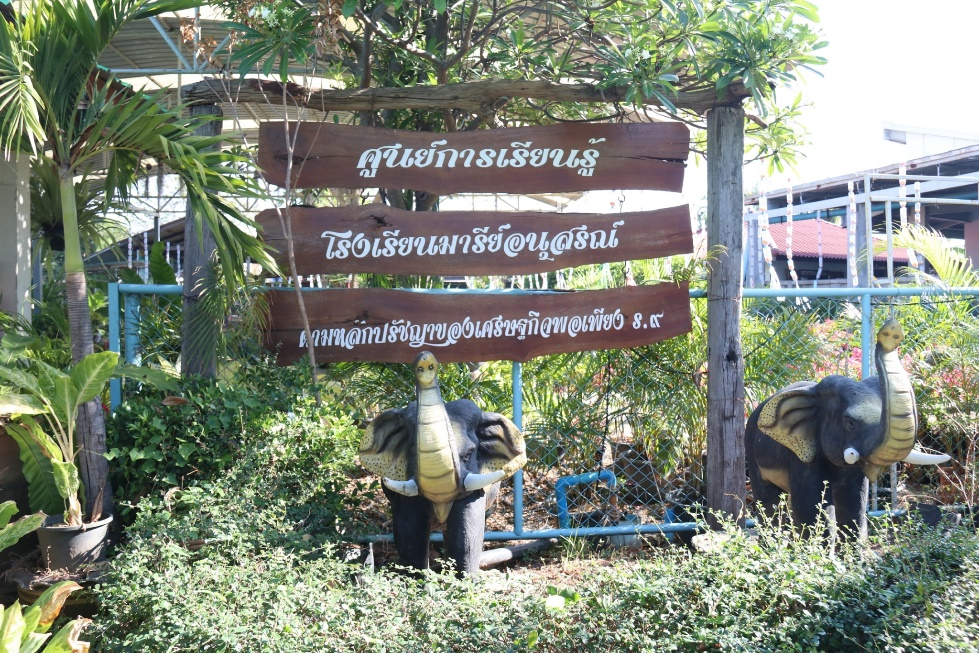 ศูนย์การเรียนรู้
โรงเรียนมารีย์อนุสรณ์
ตามหลักปรัชญาของเศรษฐกิจพอเพียง ร.๙